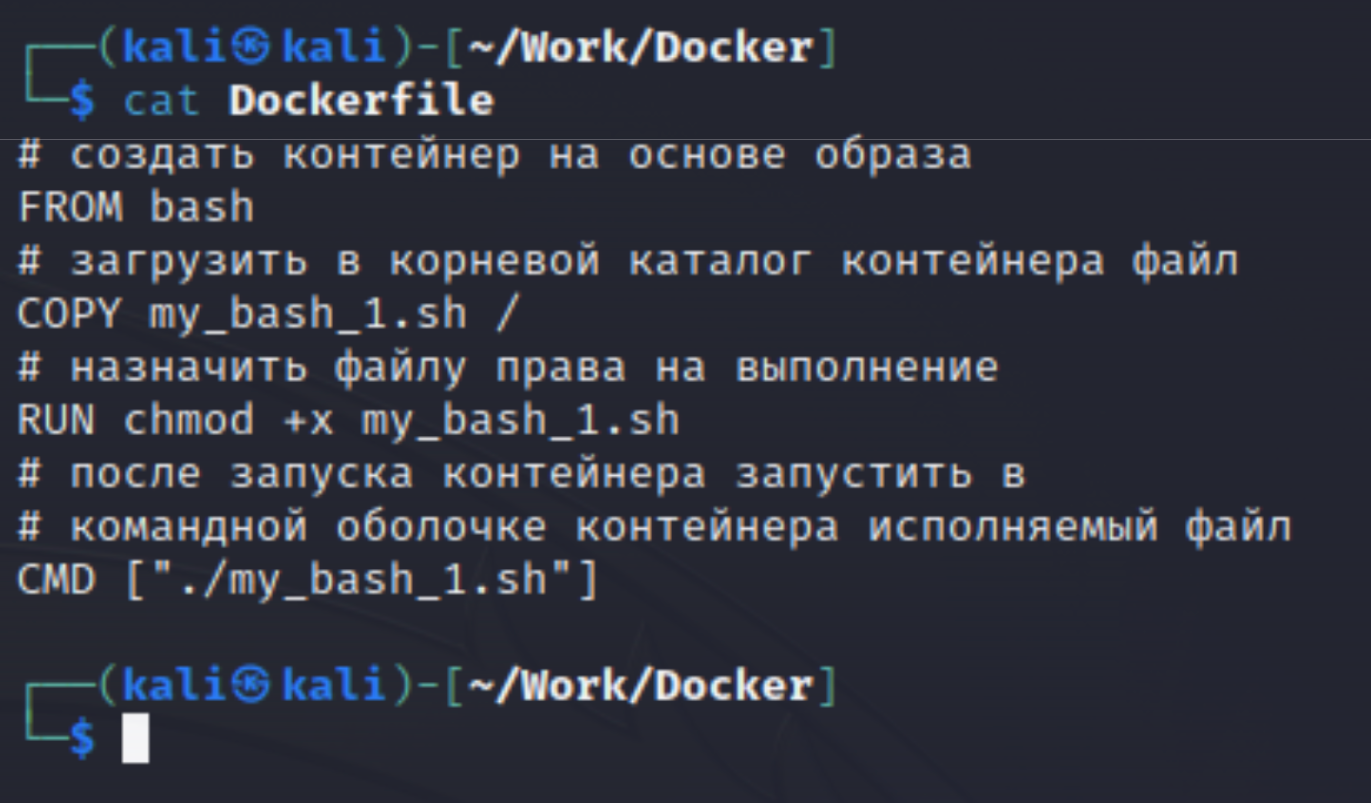 ┌──(kali㉿kali)-[~/Work/Docker]
└─$ cat Dockerfile
# создать контейнер на основе образа
FROM bash
# загрузить в корневой каталог контейнера файл
COPY my_bash_1.sh /
# назначить файлу права на выполнение
RUN chmod +x my_bash_1.sh
# после запуска контейнера запустить в
# командной оболочке контейнера исполняемый файл
CMD ["./my_bash_1.sh"]
┌──(kali㉿kali)-[~/Work/Docker]
└─$